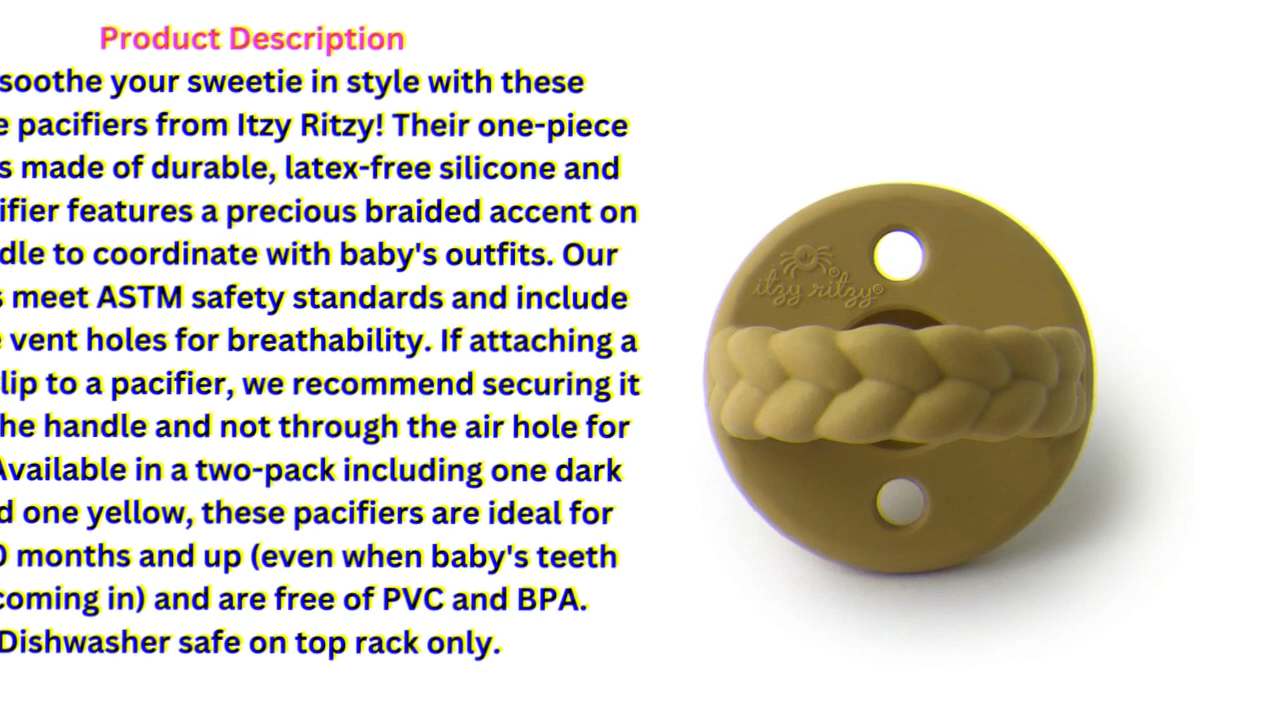 Product Description
soothe your sweetie in style with these
pacifiers from Itzy Ritzy! Their one-piece
made of durable, latex-free silicone and
features a precious braided accent on
to coordinate with baby's outfits. Our
meet ASTM safety standards and include
vent holes for breathability. If attaching a
to a pacifier, we recommend securing it
handle and not through the air hole for
Available in a two-pack including one dark
one yellow, these pacifiers are ideal for
months and up (even when baby's teeth
coming in) and are free of PVC and BPA.
Dishwasher safe on top rack only.
itzy ritzy®